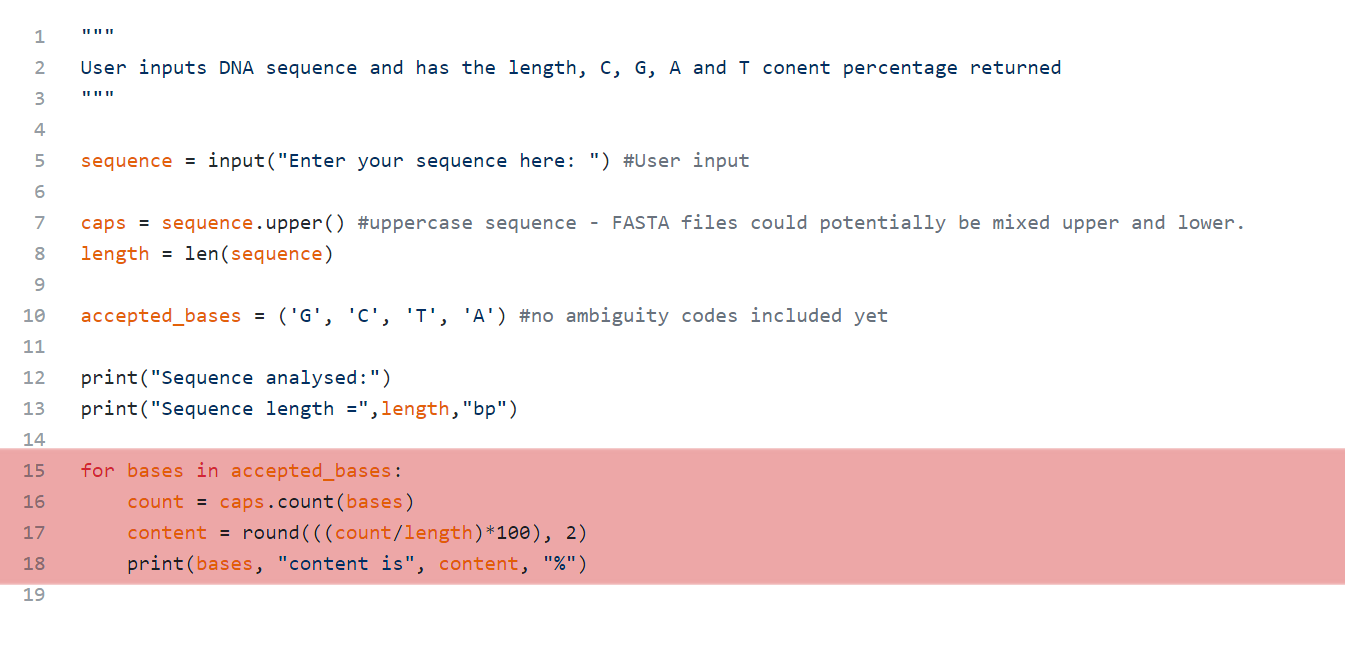 1 """
2 User inputs DNA sequence and has the length, C, G, A and T conent percentage returned
3 """
4
5 sequence = input("Enter your sequence here: ") #User input
6
7 caps = sequence.upper() #uppercase sequence - FASTA files could potentially be mixed upper and lower.
8 length = len(sequence)
9
10 accepted_bases = ('G', 'C', 'T', 'A') #no ambiguity codes included yet
11
12 print("Sequence analysed:")
13 print("Sequence length =",length,"bp")
14
15 for bases in accepted_bases:
16     count = caps.count(bases)
17     content = round(((count/length)*100), 2)
18     print(bases, "content is", content, "%")
19